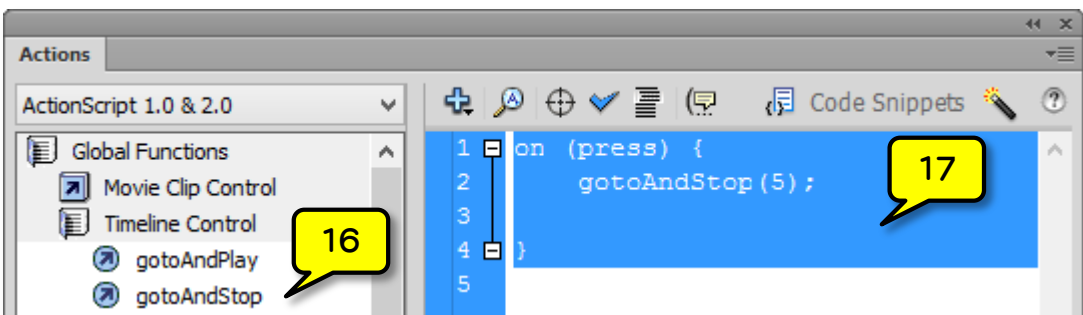 Actions
ActionScript 1.0 & 2.0
Code Snippets
Global Functions
Movie Clip Control
Timeline Control
gotoAndPlay
gotoAndStop
16
1 on (press) {
2 gotoAndStop(5);
3
4 }
5
17